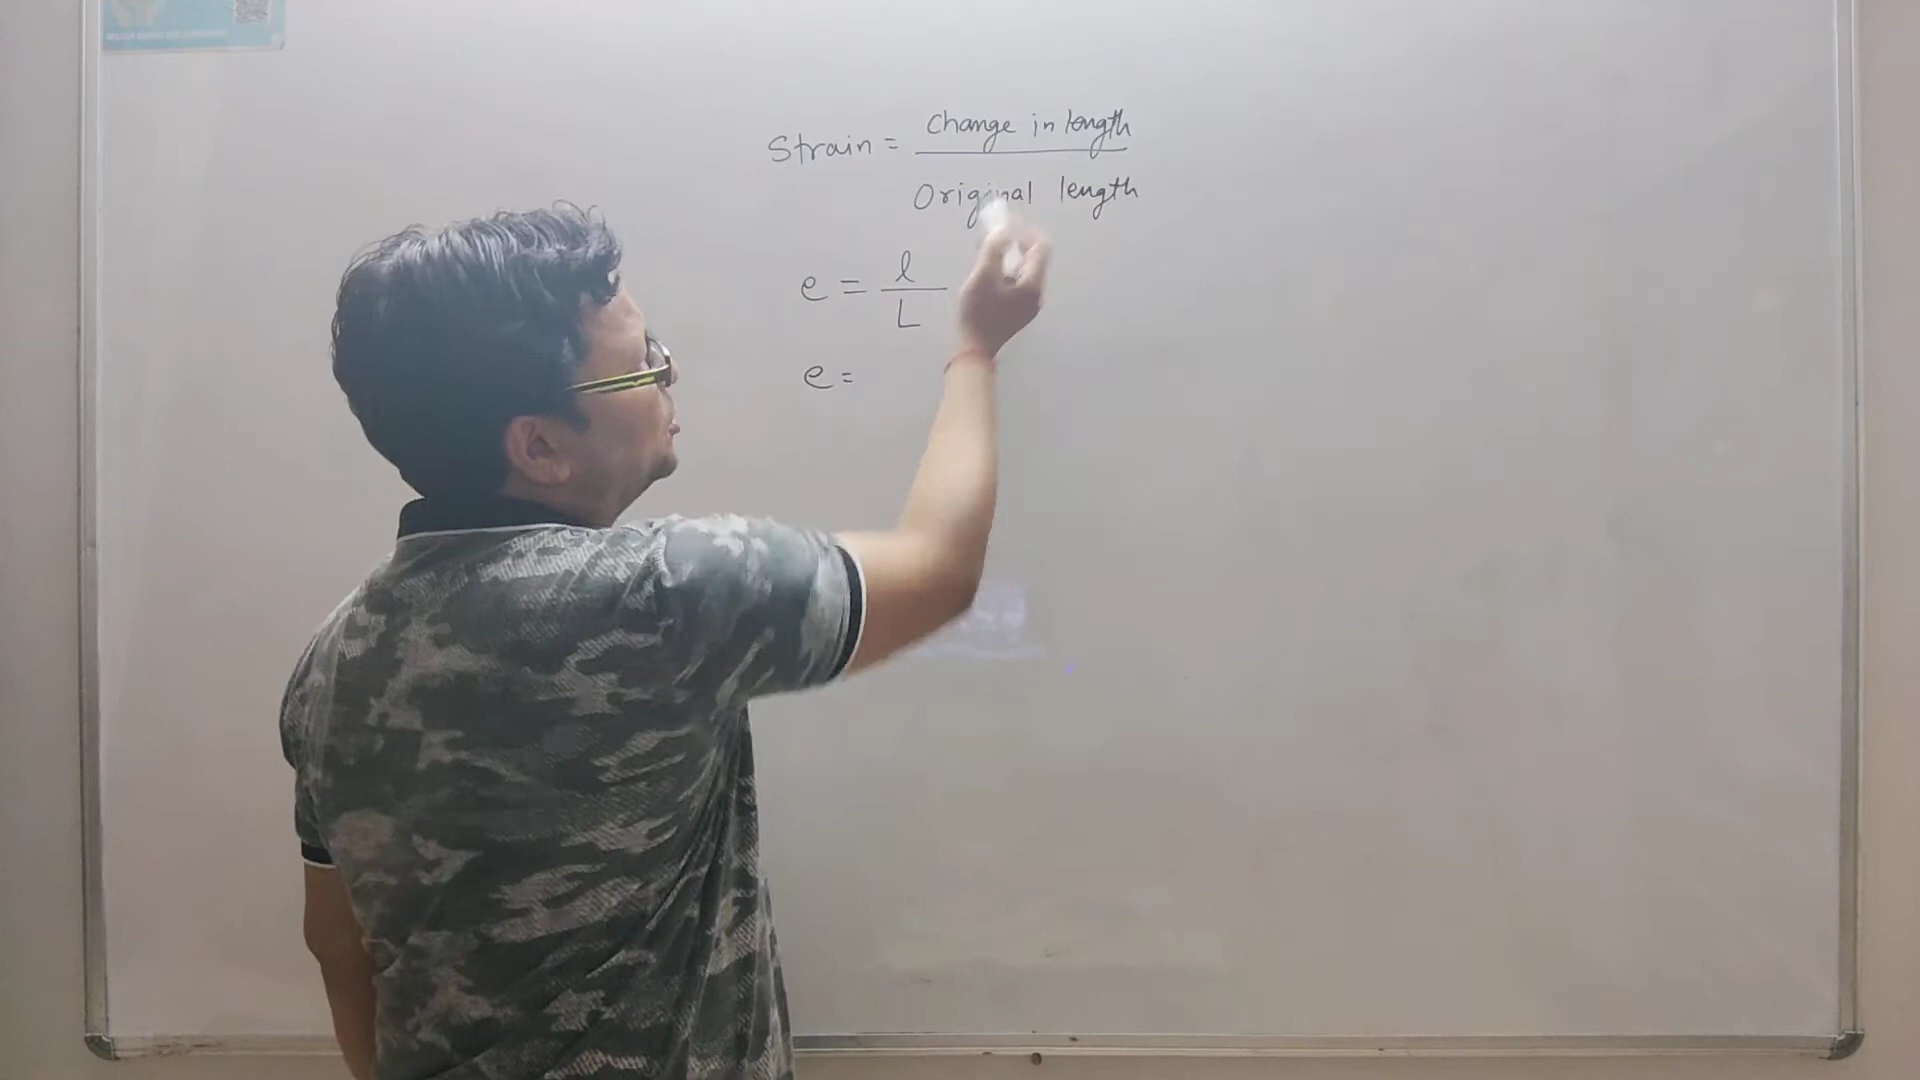 Strain = Change in length
Original length
e = l
L
e =